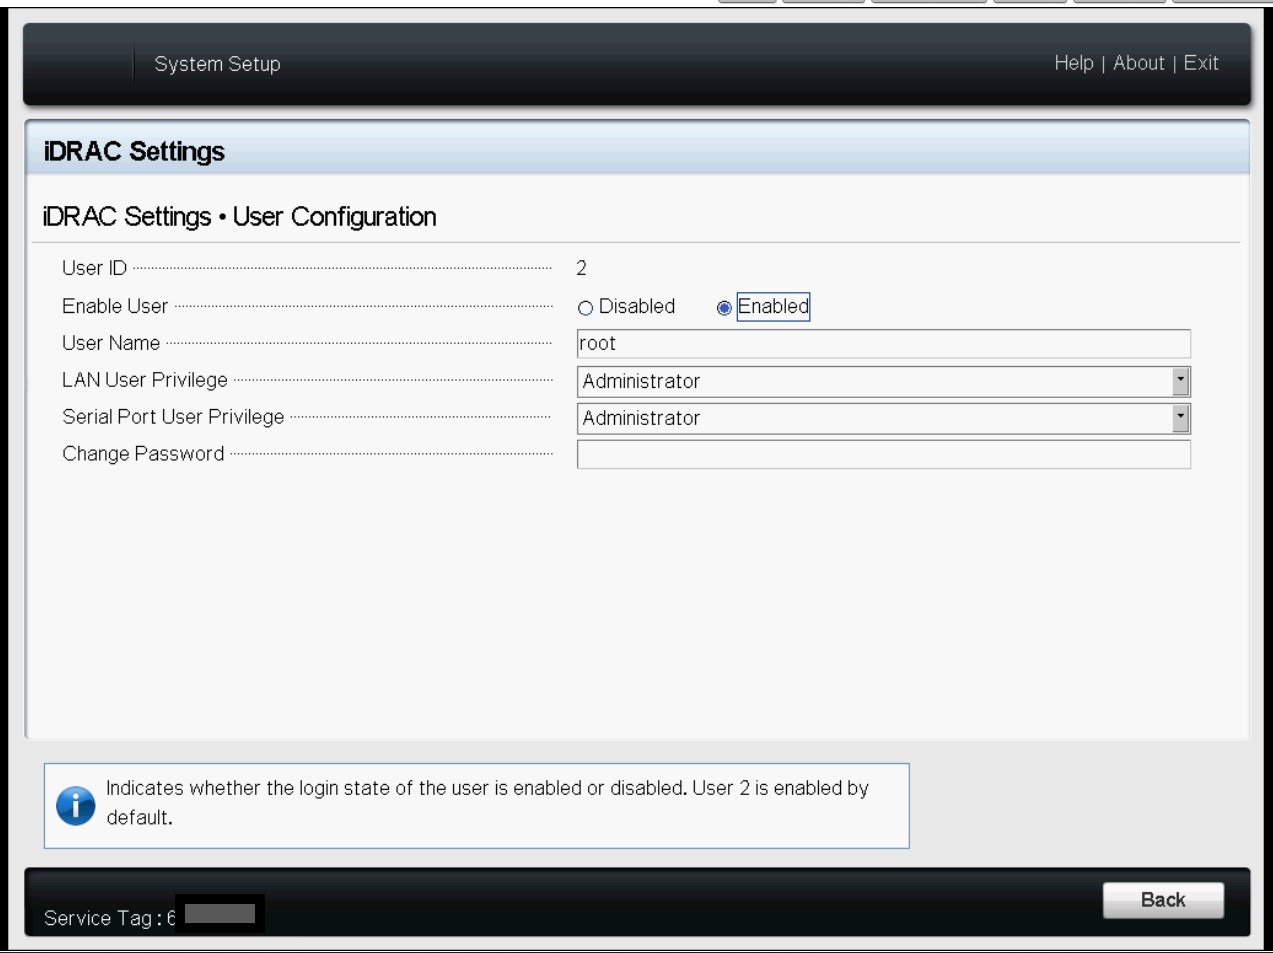 System Setup
Help | About | Exit
iDRAC Settings
iDRAC Settings • User Configuration
User ID 2
Enable User Disabled Enabled
User Name root
LAN User Privilege Administrator
Serial Port User Privilege Administrator
Change Password
Indicates whether the login state of the user is enabled or disabled. User 2 is enabled by
default.
Service Tag : 6
Back